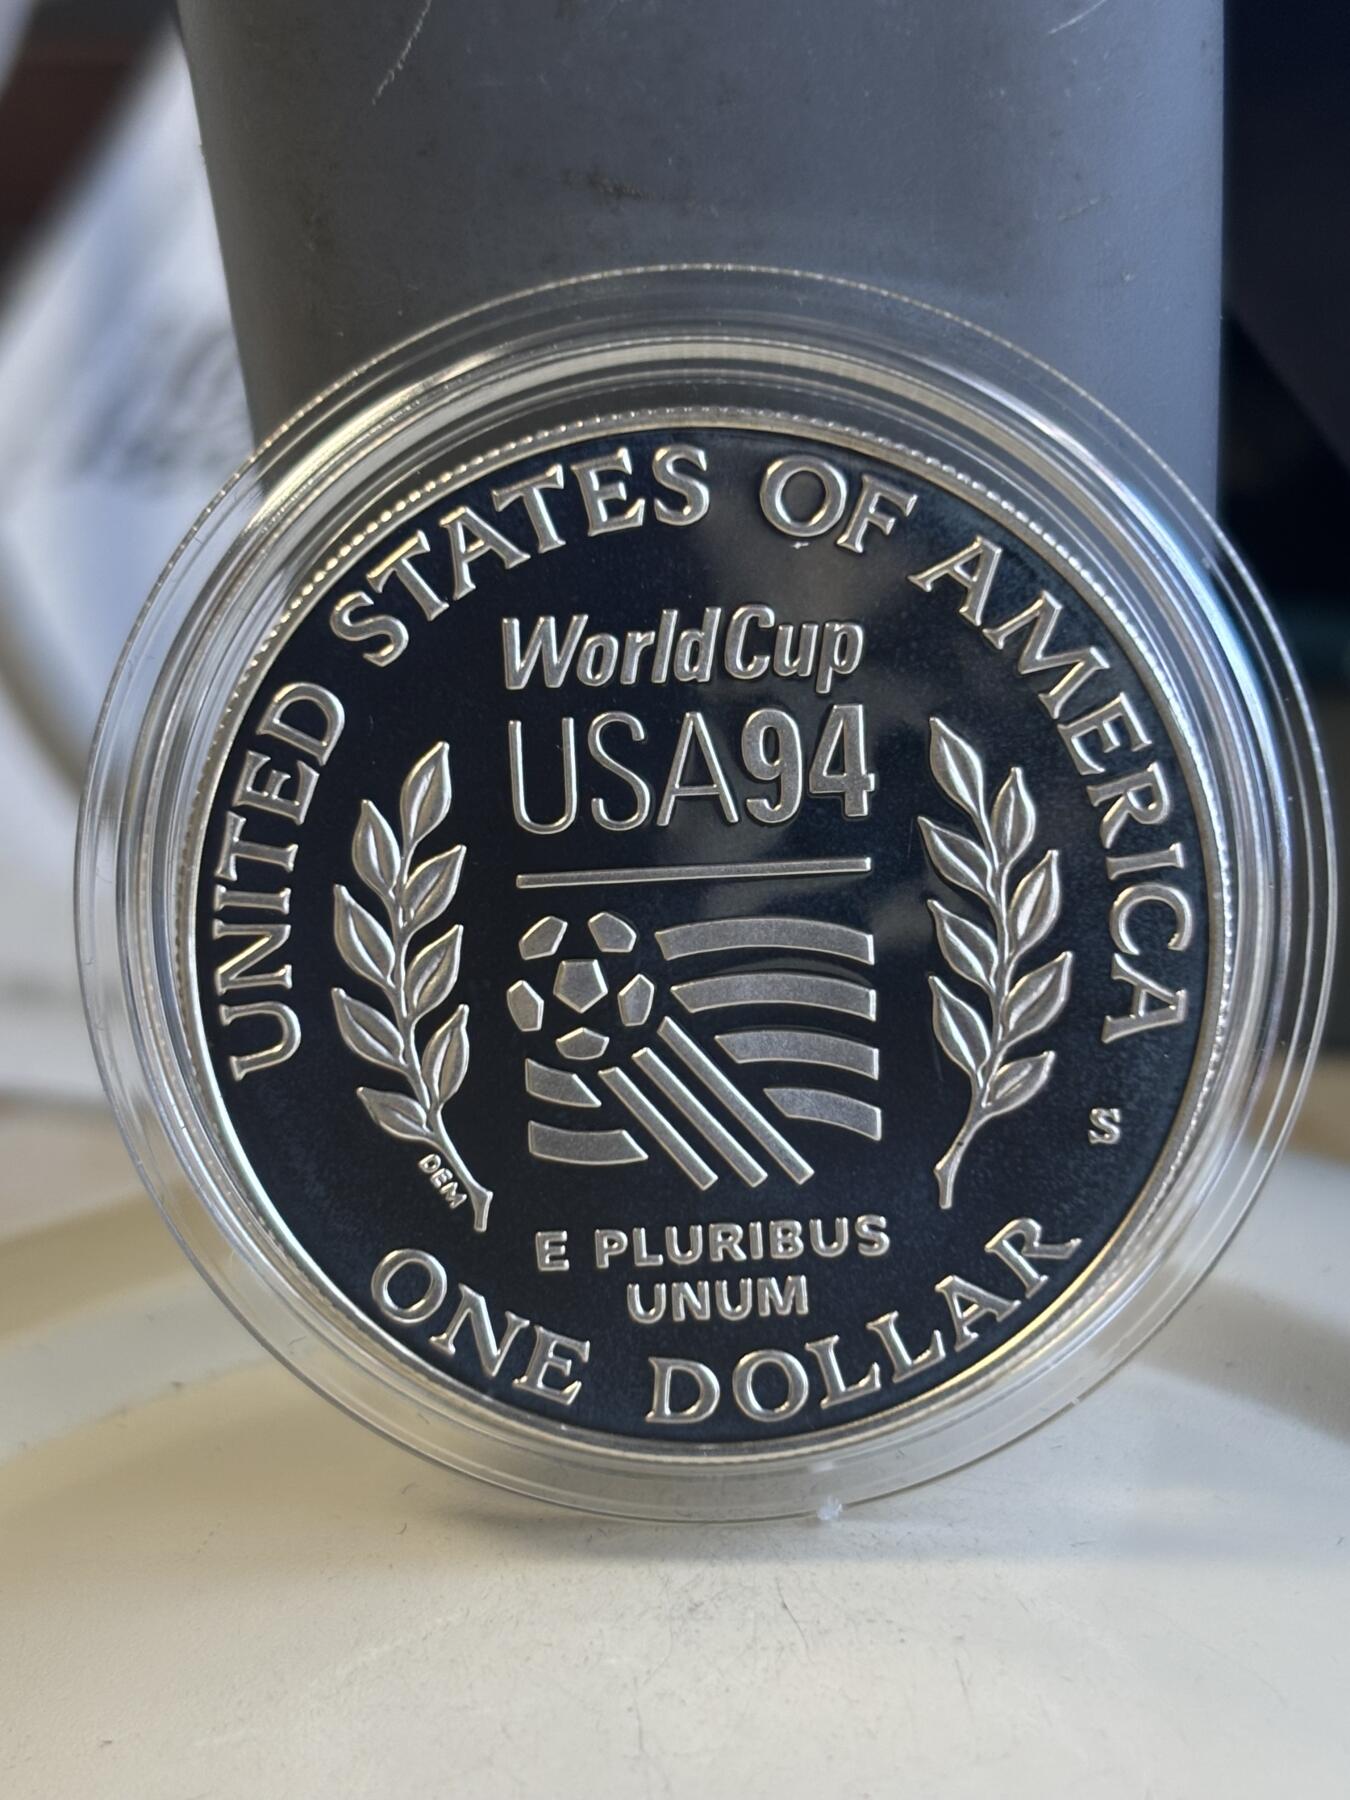 UNITED STATES OF AMERICA
WorldCup
USA94
S
DEM
E PLURIBUS
UNUM
ONE DOLLAR